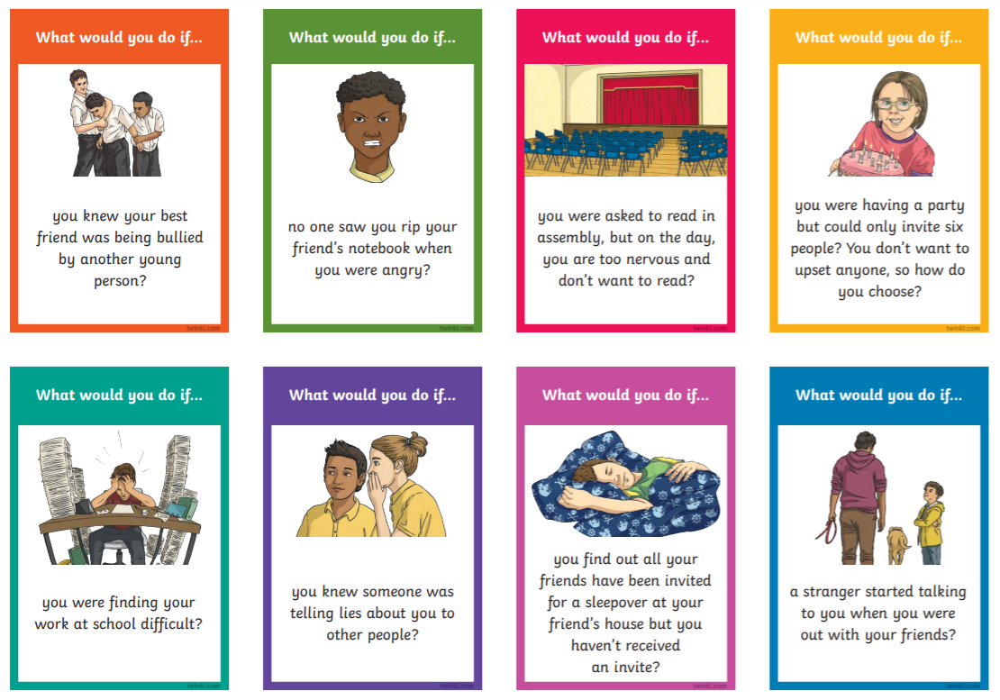 What would you do if...
you knew your best
friend was being bullied
by another young
person?
twinkl.com
What would you do if...
no one saw you rip your
friend's notebook when
you were angry?
twinkl.com
What would you do if...
you were asked to read in
assembly, but on the day,
you are too nervous and
don't want to read?
twinkl.com
What would you do if...
you were having a party
but could only invite six
people? You don't want to
upset anyone, so how do
you choose?
twinkl.com
What would you do if...
you were finding your
work at school difficult?
twinkl.com
What would you do if...
you knew someone was
telling lies about you to
other people?
twinkl.com
What would you do if...
you find out all your
friends have been invited
for a sleepover at your
friend's house but you
haven't received
an invite?
twinkl.com
What would you do if...
a stranger started talking
to you when you were
out with your friends?
twinkl.com